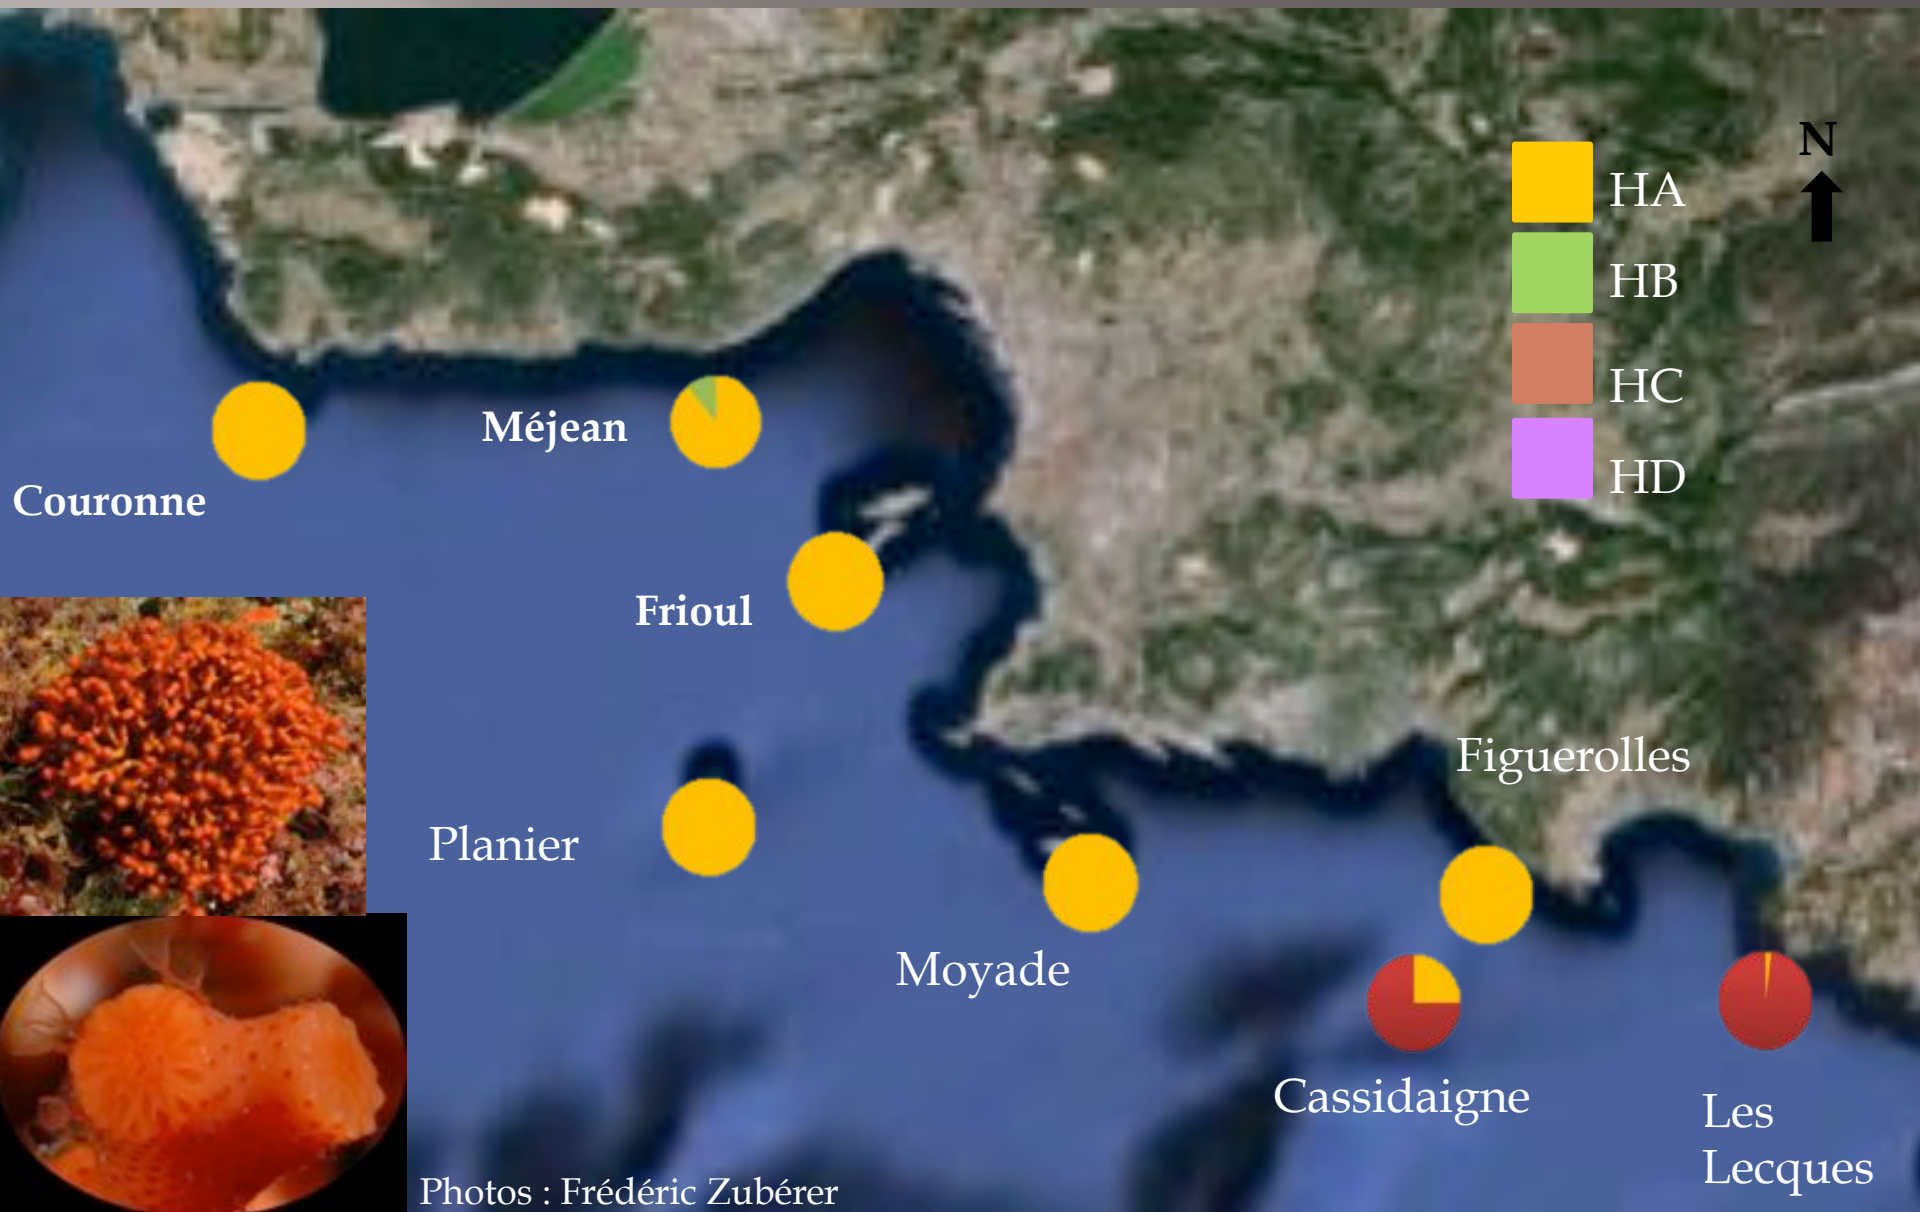 N
HA
HB
HC
HD
Méjean
Couronne
Frioul
Figuerolles
Planier
Moyade
Cassidaigne
Les
Lecques
Photos : Frédéric Zubérer